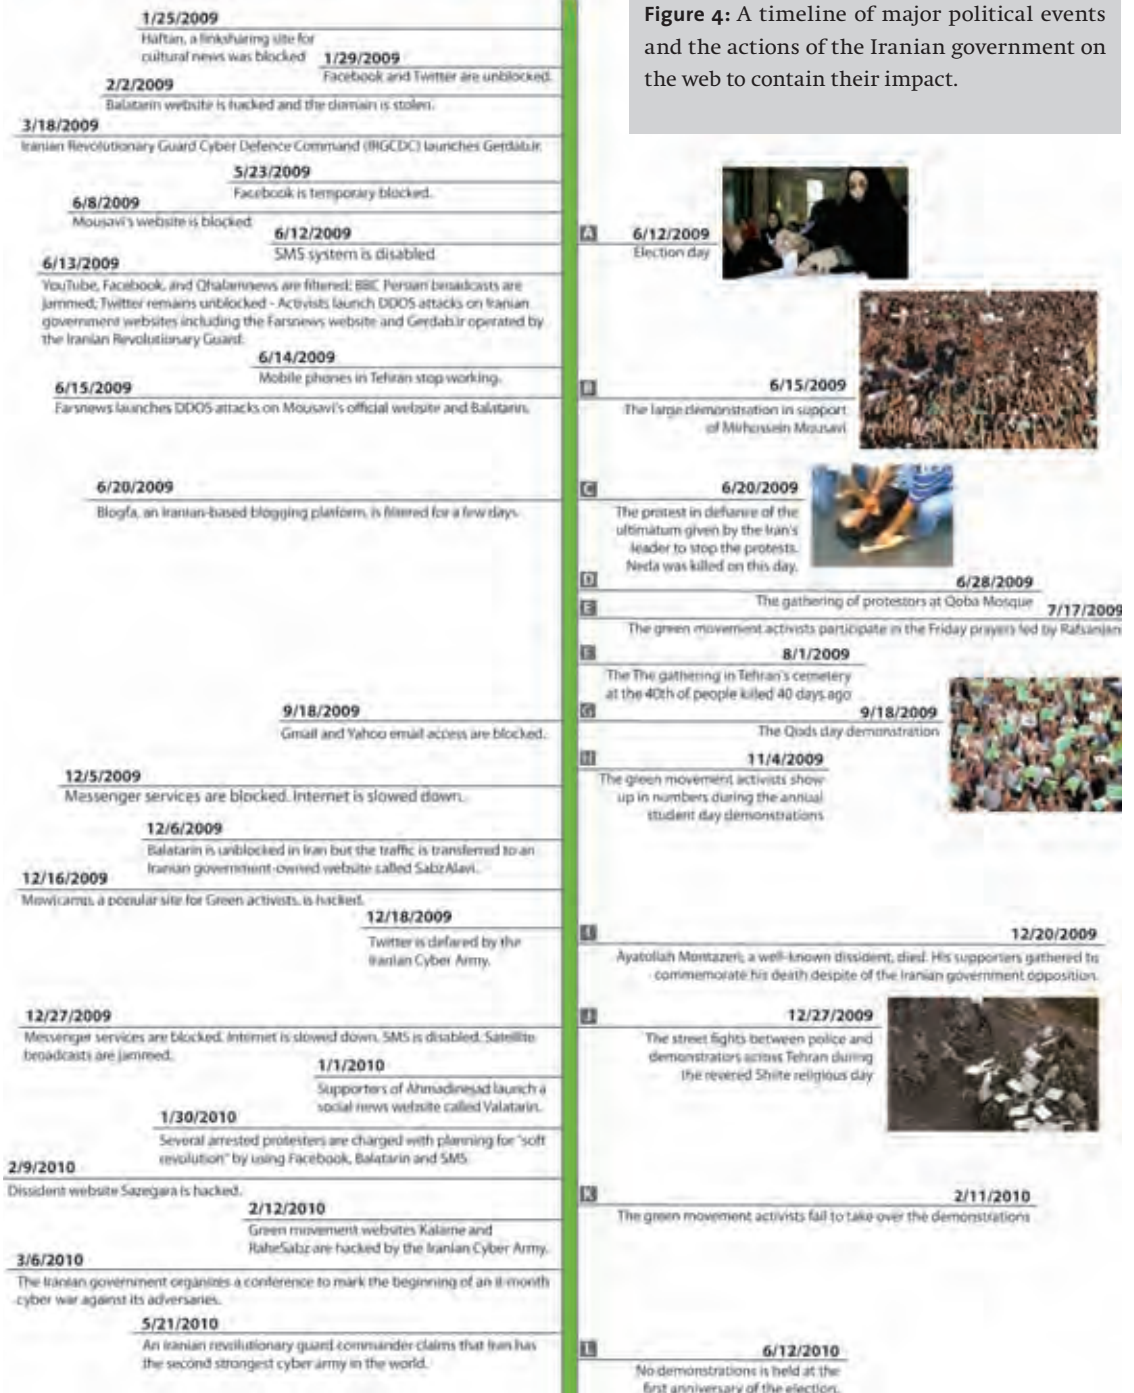 Figure 4: A timeline of major political events
and the actions of the Iranian government on
the web to contain their impact.
1/25/2009
Haftan, a linksharing site for
cultural news was blocked
1/29/2009
Facebook and Twitter are unblocked.
2/2/2009
Balatarin website is hacked and the domain is stolen.
3/18/2009
Iranian Revolutionary Guard Cyber Defence Command (IRGCDC) launches Gerdab.ir.
5/23/2009
Facebook is temporary blocked.
6/8/2009
Mousavi's website is blocked
6/12/2009
SMS system is disabled
6/13/2009
YouTube, Facebook, and Qhalamnews are filtered; BBC Persian broadcasts are
jammed; Twitter remains unblocked - Activists launch DDOS attacks on Iranian
government websites including the Farsnews website and Gerdab.ir operated by
the Iranian Revolutionary Guard.
6/14/2009
Mobile phones in Tehran stop working.
6/15/2009
Farsnews launches DDOS attacks on Mousavi's official website and Balatarin.
6/20/2009
Blogfa, an Iranian-based blogging platform, is filtered for a few days.
9/18/2009
Gmail and Yahoo email access are blocked.
12/5/2009
Messenger services are blocked. Internet is slowed down.
12/6/2009
Balatarin is unblocked in Iran but the traffic is transferred to an
Iranian government-owned website called SabzAlavi.
12/16/2009
a popular site for Green activists, is hacked.
12/18/2009
Twitter is defaced by the
Iranian Cyber Army.
12/27/2009
Messenger services are blocked. Internet is slowed down. SMS is disabled. Satellite
broadcasts are jammed.
1/1/2010
Supporters of Ahmadinesad launch a
social news website called Valatarin.
1/30/2010
Several arrested protesters are charged with planning for "soft
revolution" by using Facebook, Balatarin and SMS
2/9/2010
Dissident website Sazegara is hacked.
2/12/2010
Green movement websites Kalame and
RaheSabz are hacked by the Iranian Cyber Army.
3/6/2010
The Iranian government organizes a conference to mark the beginning of an month
cyber war against its adversaries.
5/21/2010
An iranian revolutionary guard commander claims that Iran has
the second strongest cyber army in the world.
A
6/12/2009
Election day
B
6/15/2009
The large demonstration in support
of Mirhossein Mousavi
C
6/20/2009
The protest in defiance of the
ultimatum given by the Iran's
leader to stop the protests.
Neda was killed on this day.
D
6/28/2009
The gathering of protestors at Qoba Mosque
E
7/17/2009
The green movement activists participate in the Friday prayers led by Rafsanjani
8/1/2009
The The gathering in Tehran's cemetery
at the 40th of people killed 40 days ago
G
9/18/2009
The Qods day demonstration
H
11/4/2009
The green movement activists show
up in numbers during the annual
student day demonstrations
I
12/20/2009
Ayatollah Montazeri, a well-known dissident, died. His supporters gathered to
commemorate his death despite of the Iranian government opposition.
J
12/27/2009
The street fights between police and
demonstrators across Tehran during
the revered Shiite religious day
K
2/11/2010
The green movement activists fail to take over the demonstrations
L
6/12/2010
No demonstrations is held at the
first anniversary of the election.